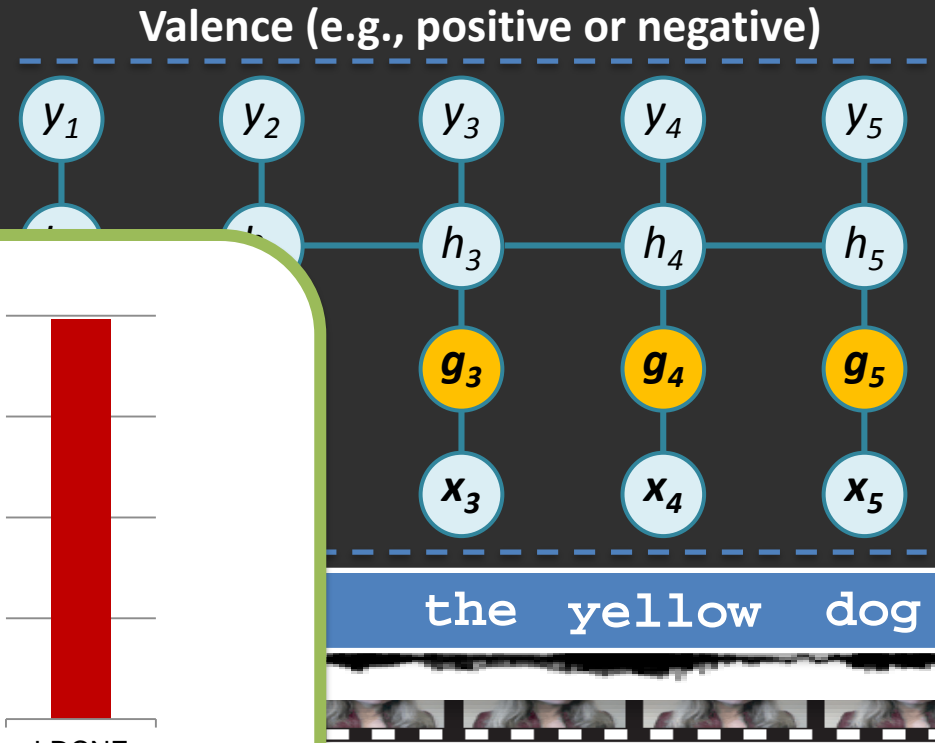 Valence (e.g., positive or negative)
y1 y2 y3 y4 y5
h3 h4 h5
g3 g4 g5
x3 x4 x5
the yellow dog